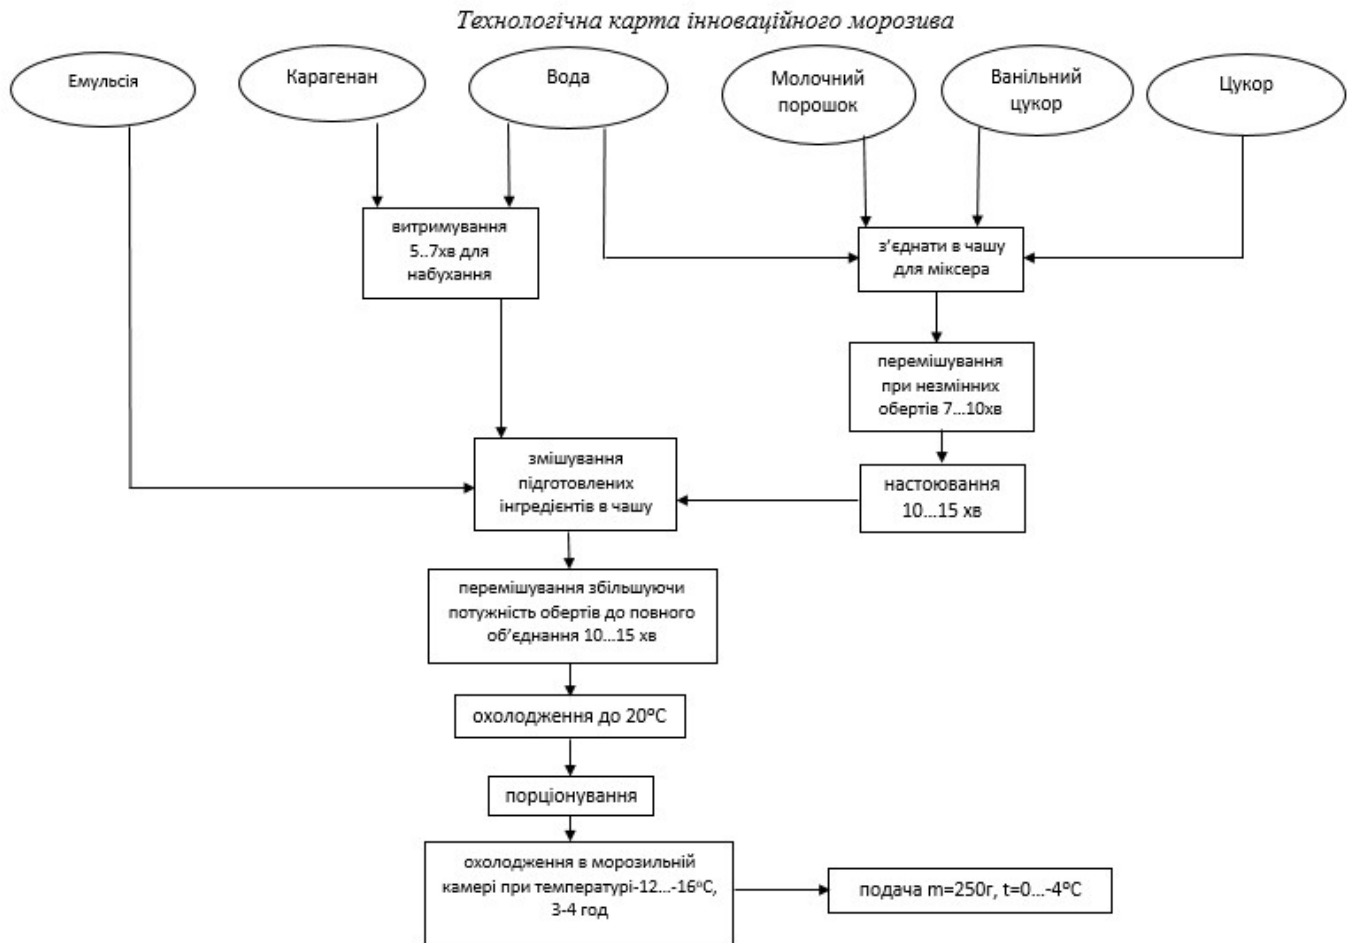 Технологічна карта інноваційного морозива
Емульсія
Карагенан
Вода
Молочний
порошок
Ванільний
цукор
Цукор
витримування
5..7хв для
набухання
з’єднати в чашу
для міксера
перемішування
при незмінних
обертів 7...10хв
змішування
підготовлених
інгредієнтів в чашу
настоювання
10...15 хв
перемішування збільшуючи
потужність обертів до повного
об’єднання 10...15 хв
охолодження до 20°С
порціонування
охолодження в морозильній
камері при температурі-12...-16°С,
3-4 год
подача m=250г, t=0...-4°С